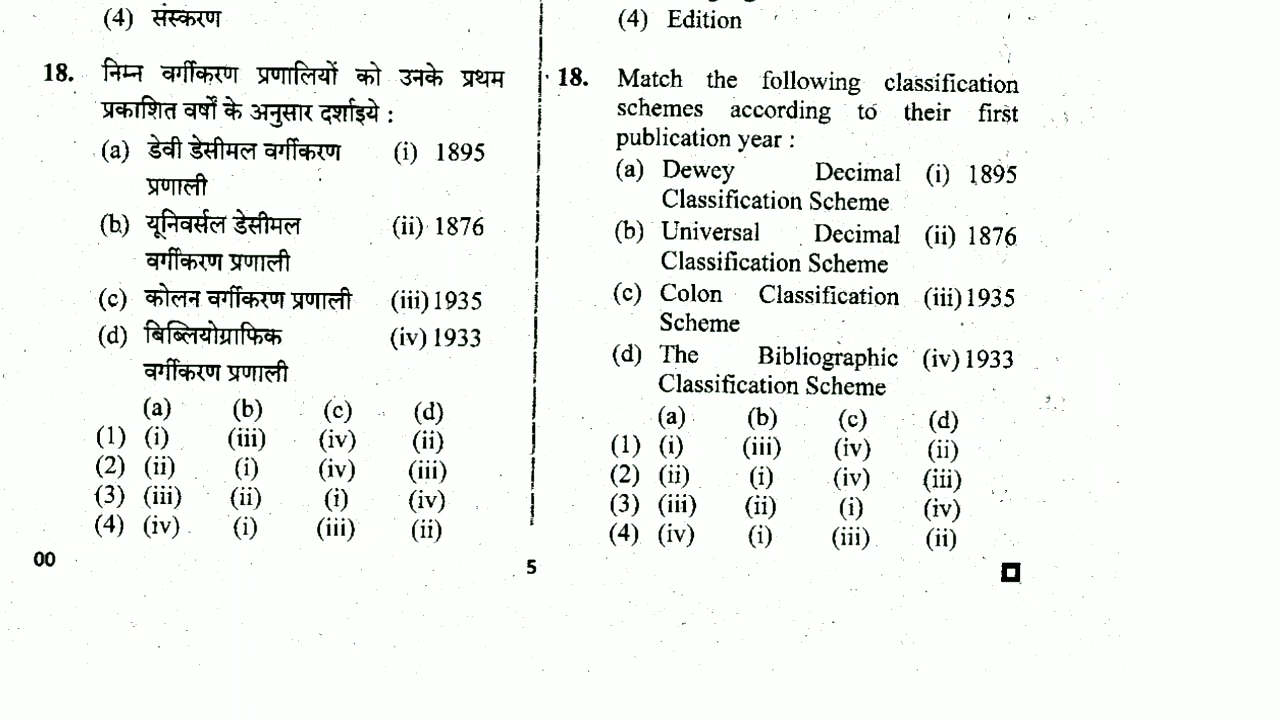 (4) संस्करण
18. निम्न वर्गीकरण प्रणालियों को उनके प्रथम
प्रकाशित वर्षों के अनुसार दर्शाइये :
(a) डेवी डेसीमल वर्गीकरण (i) 1895
प्रणाली
(b) यूनिवर्सल डेसीमल (ii) 1876
वर्गीकरण प्रणाली
(c) कोलन वर्गीकरण प्रणाली (iii) 1935
(d) बिब्लियोग्राफिक (iv) 1933
वर्गीकरण प्रणाली
(a) (b) (c) (d)
(1) (i) (iii) (iv) (ii)
(2) (ii) (i) (iv) (iii)
(3) (iii) (ii) (i) (iv)
(4) (iv) (i) (iii) (ii)
00
(4) Edition
18. Match the following classification
schemes according to their first
publication year :
(a) Dewey Decimal (i) 1895
Classification Scheme
(b) Universal Decimal (ii) 1876
Classification Scheme
(c) Colon Classification (iii) 1935
Scheme
(d) The Bibliographic (iv) 1933
Classification Scheme
(a) (b) (c) (d)
(1) (i) (iii) (iv) (ii)
(2) (ii) (i) (iv) (iii)
(3) (iii) (ii) (i) (iv)
(4) (iv) (i) (iii) (ii)
5